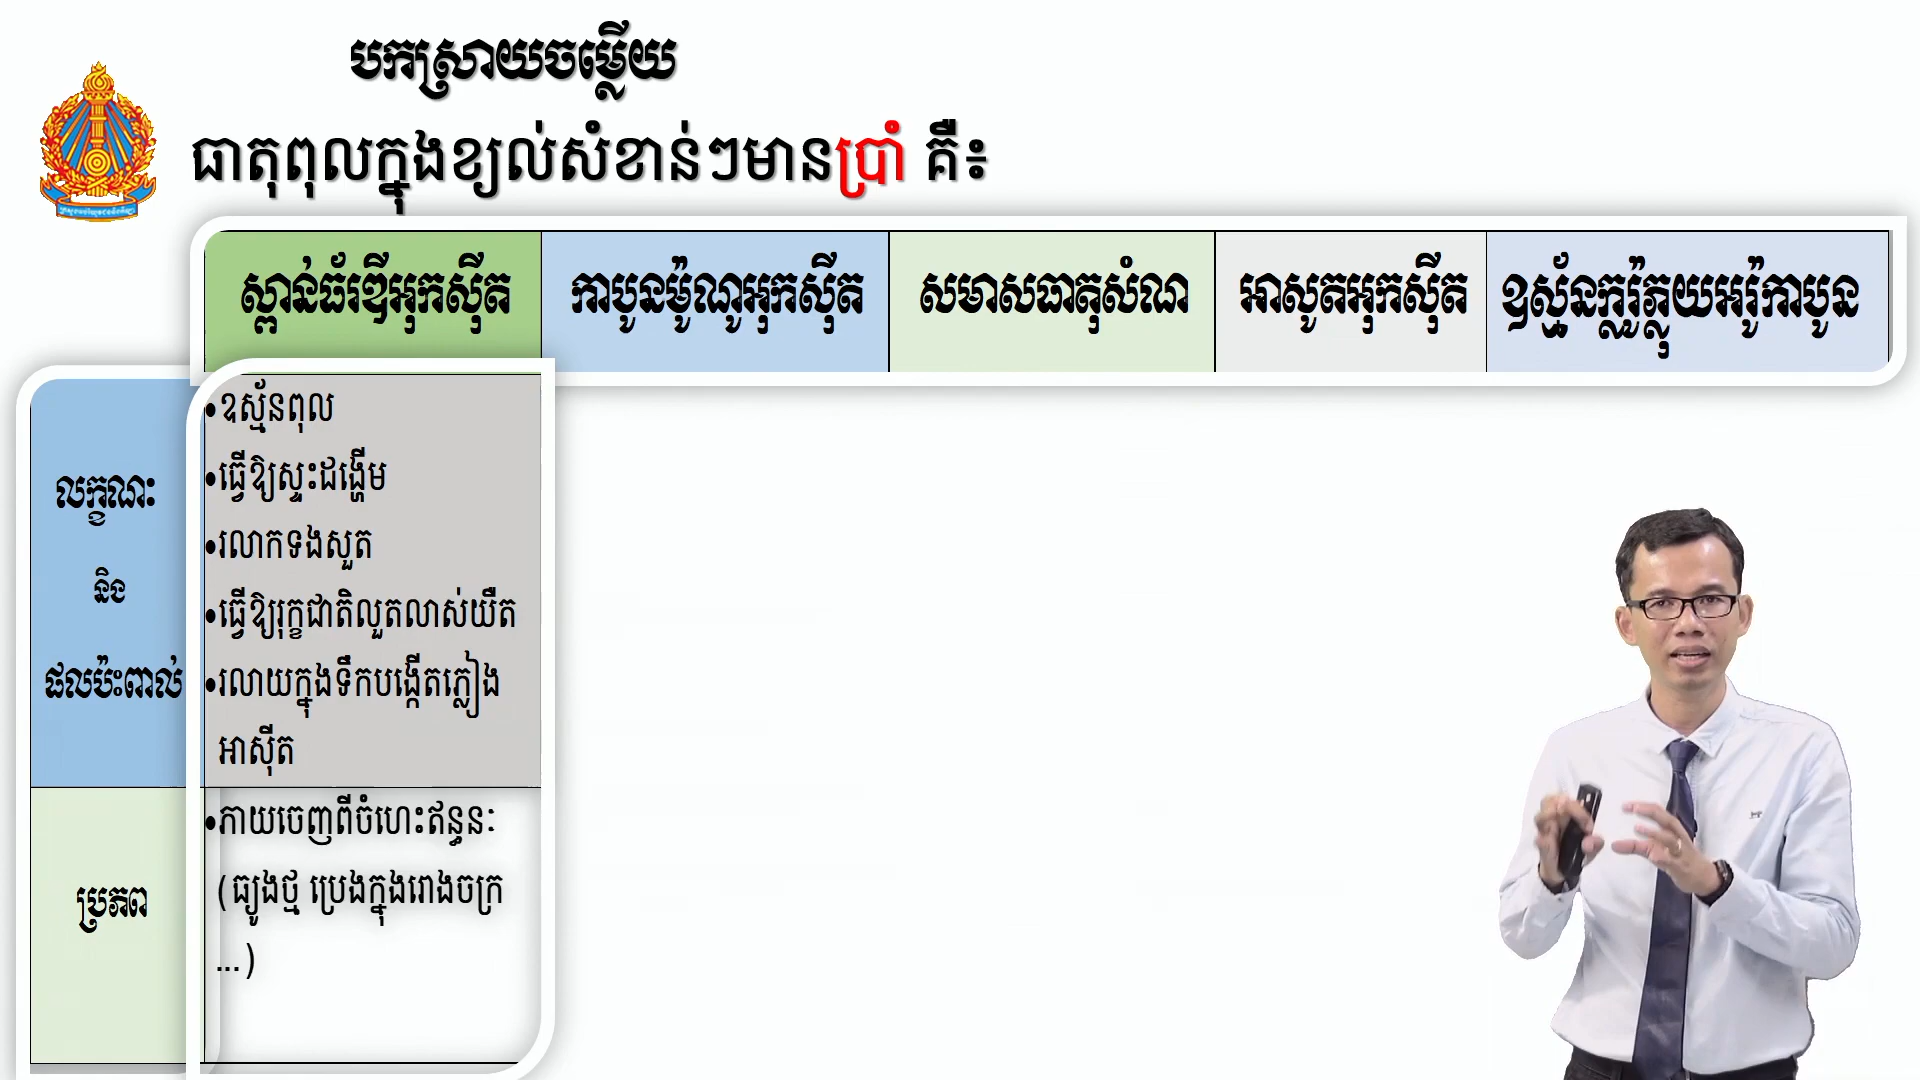 បកស្រាយចម្លើយ
ធាតុពុលក្នុងខ្យល់សំខាន់ៗមានប្រាំ គឺ៖
ស្ពាន់ធ័រឌីអុកស៊ីត
កាបូនម៉ូណូអុកស៊ីត
សមាសធាតុសំណ
អាសូតអុកស៊ីត
ឧស្ម័នក្លរូភ្លុយអរ៉ូកាបូន
លក្ខណះ
និង
ផលប៉ះពាល់
•ឧស្ម័នពុល
•ធ្វើឱ្យស្ទះដង្ហើម
•រលាកទងសួត
•ធ្វើឱ្យរុក្ខជាតិលូតលាស់យឺត
•រលាយក្នុងទឹកបង្កើតភ្លៀង
អាស៊ីត
ប្រភព
•ភាយចេញពីចំហេះឥន្ធនៈ
(ធ្យូងថ្ម ប្រេងក្នុងរោងចក្រ
...)